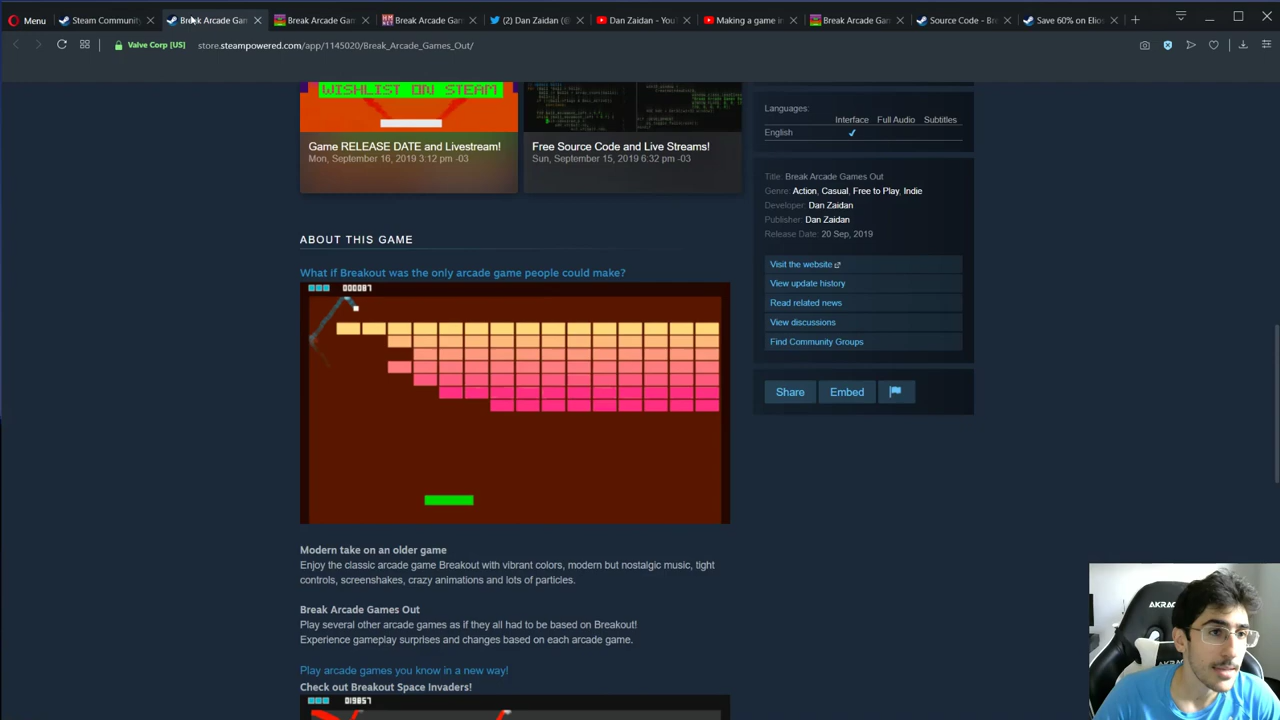 Menu
Steam Community
Break Arcade Gan
Break Arcade Gam
Break Arcade Gam
(2) Dan Zaidan (@
Dan Zaidan - You
Making a game in
Break Arcade Gam
Source Code - Bre
Save 60% on Elios
Valve Corp [US]
store.steampowered.com/app/1145020/Break_Arcade_Games_Out/
WISHLIST ON STEAM
Game RELEASE DATE and Livestream!
Mon, September 16, 2019 3:12 pm -03
Free Source Code and Live Streams!
Sun, September 15, 2019 6:32 pm -03
Languages:
Interface Full Audio Subtitles
English ✓
Title: Break Arcade Games Out
Genre: Action, Casual, Free to Play, Indie
Developer: Dan Zaidan
Publisher: Dan Zaidan
Release Date: 20 Sep, 2019
Visit the website
View update history
Read related news
View discussions
Find Community Groups
Share Embed
ABOUT THIS GAME
What if Breakout was the only arcade game people could make?
000087
Modern take on an older game
Enjoy the classic arcade game Breakout with vibrant colors, modern but nostalgic music, tight
controls, screenshakes, crazy animations and lots of particles.
Break Arcade Games Out
Play several other arcade games as if they all had to be based on Breakout!
Experience gameplay surprises and changes based on each arcade game.
Play arcade games you know in a new way!
Check out Breakout Space Invaders!
019857
AKRAC